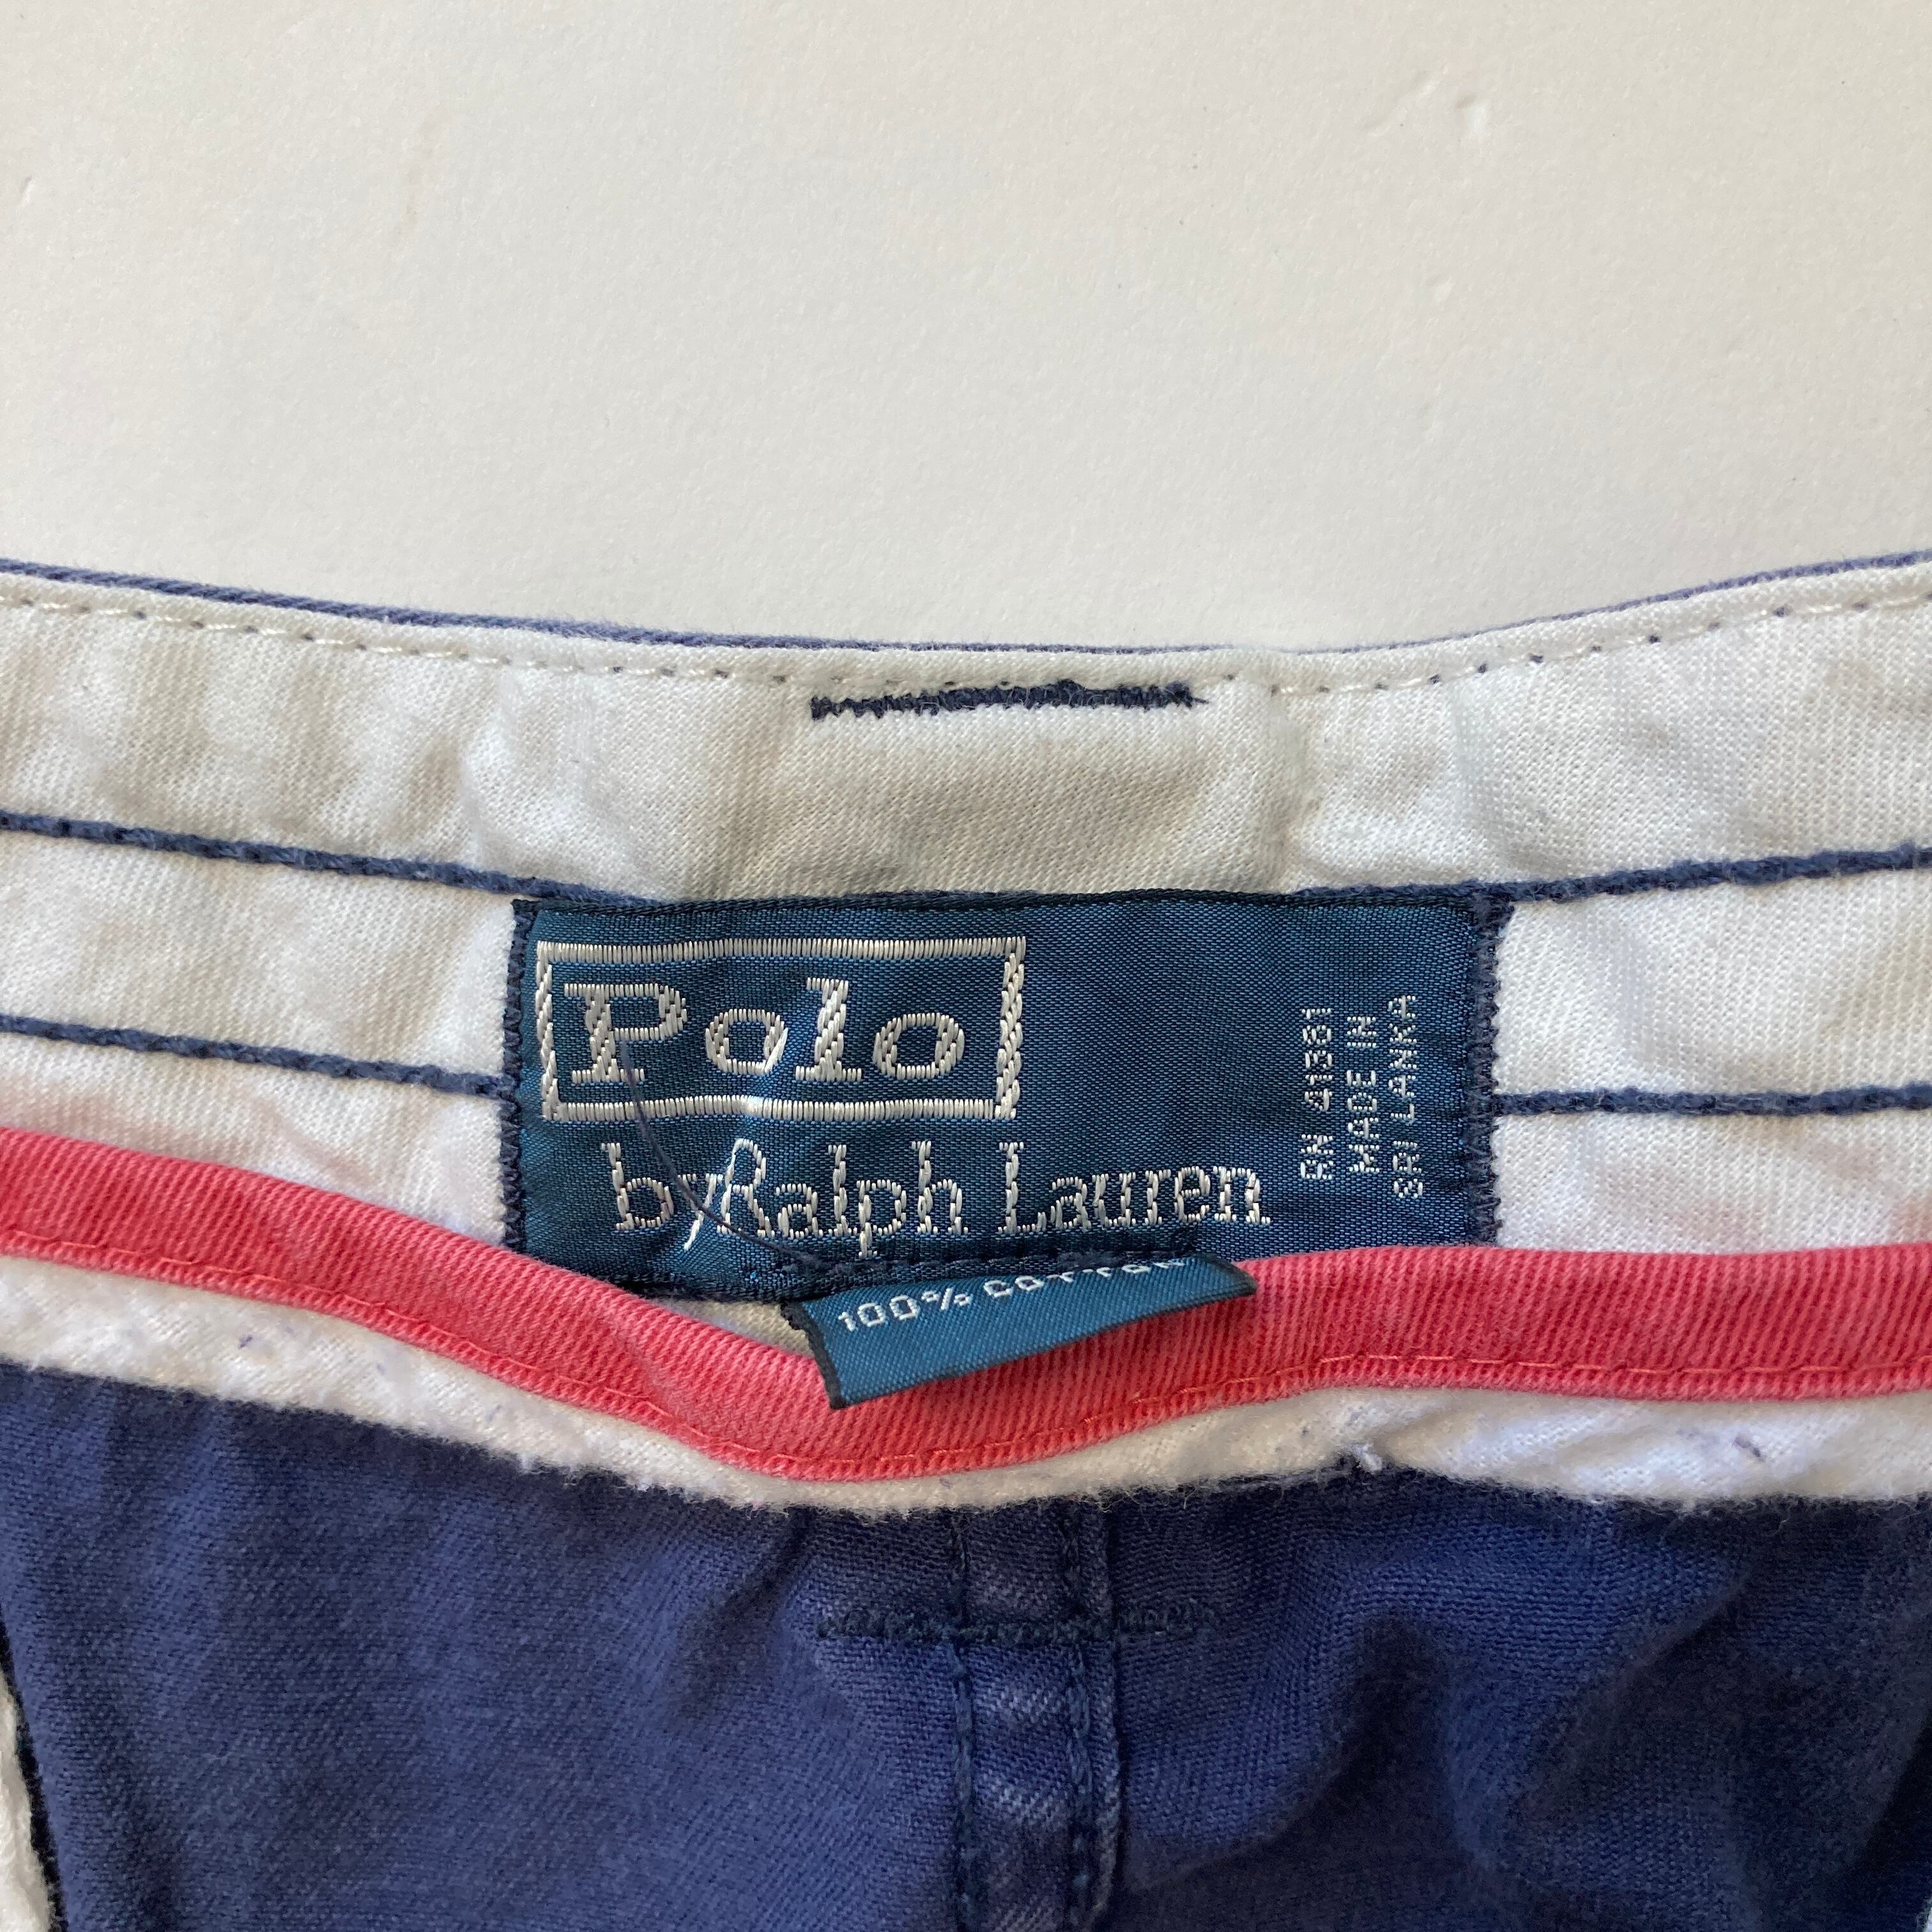 Polo
by Ralph Lauren
RN 41381
MADE IN
SRI LANKA
100% COTTON